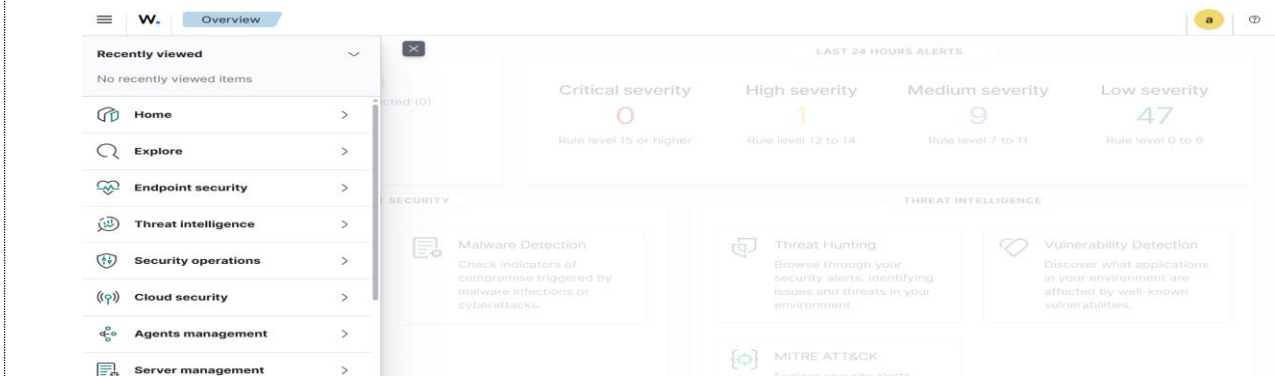 W. Overview a
Recently viewed
No recently viewed items
Home
Explore
Endpoint security
Threat intelligence
Security operations
Cloud security
Agents management
Server management
(0)
LAST 24 HOURS ALERTS
Critical severity High severity Medium severity Low severity
0 1 9 47
Rule level 15 or higher Rule level 12 to 14 Rule level 7 to 11 Rule level 0 to 6
SECURITY
Malware Detection
Check indicators of
compromise triggered by
malware infections or
cyberattacks.
THREAT INTELLIGENCE
Threat Hunting
Browse through your
security alerts, identifying
issues and threats in your
environment.
Vulnerability Detection
Discover what applications
in your environment are
affected by well-known
vulnerabilities.
MITRE ATT&CK
Explore security alerts